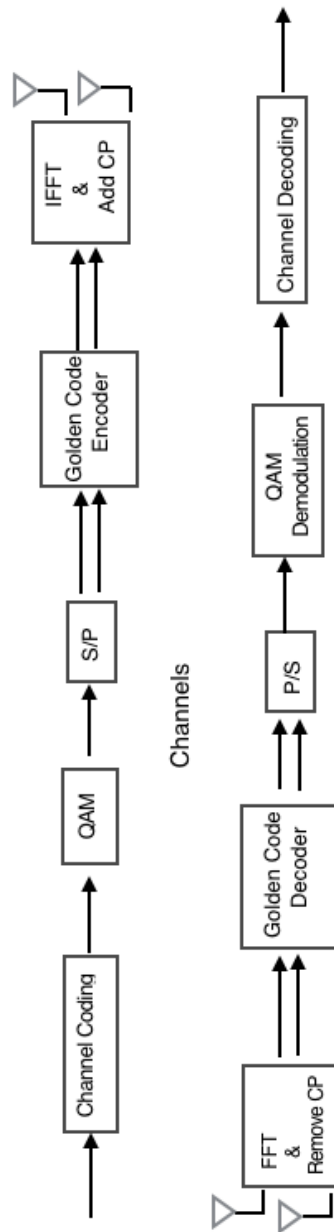 Channel Coding
QAM
S/P
Golden Code
Encoder
IFFT
&
Add CP
Channels
FFT
&
Remove CP
Golden Code
Decoder
P/S
QAM
Demodulation
Channel Decoding